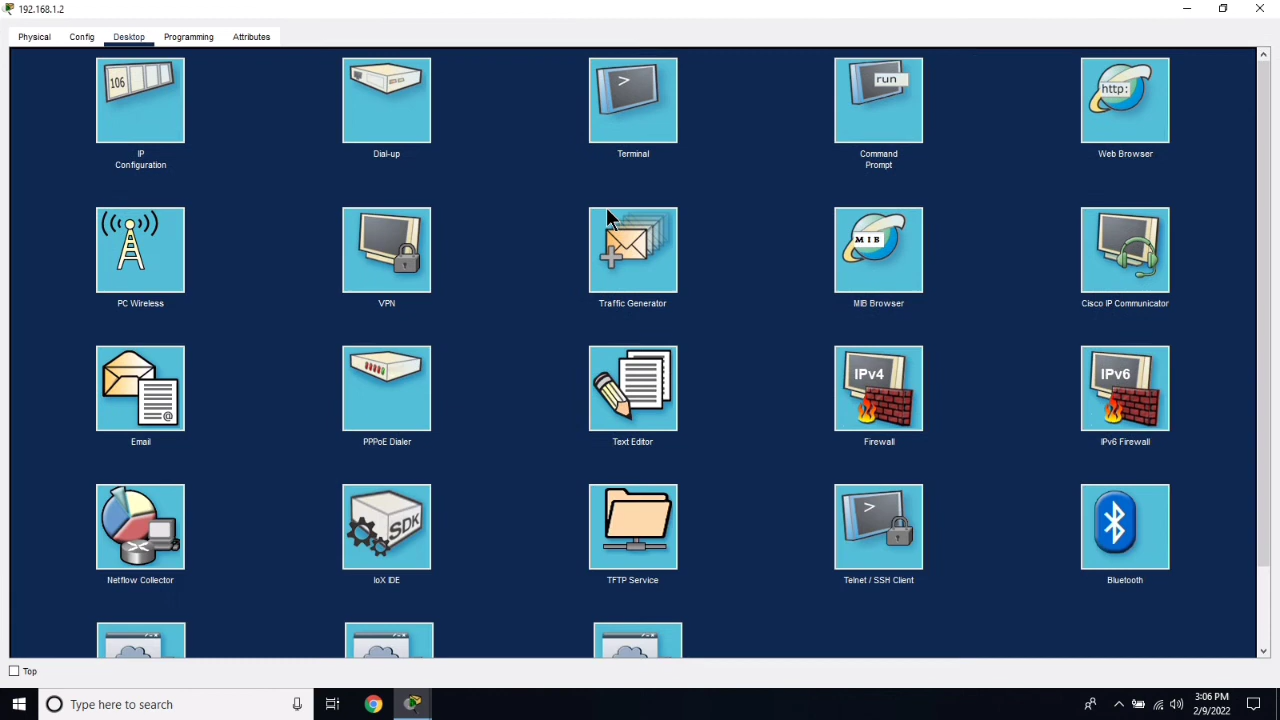 192.168.1.2
Physical Config Desktop Programming Attributes
106
run
http:
IP
Configuration
Dial-up
Terminal
Command
Prompt
Web Browser
MIB
PC Wireless
VPN
Traffic Generator
MIB Browser
Cisco IP Communicator
IPv4
IPv6
Email
PPPoE Dialer
Text Editor
Firewall
IPv6 Firewall
SDK
Netflow Collector
IoX IDE
TFTP Service
Telnet / SSH Client
Bluetooth
Top
Type here to search
3:06 PM
2/9/2022